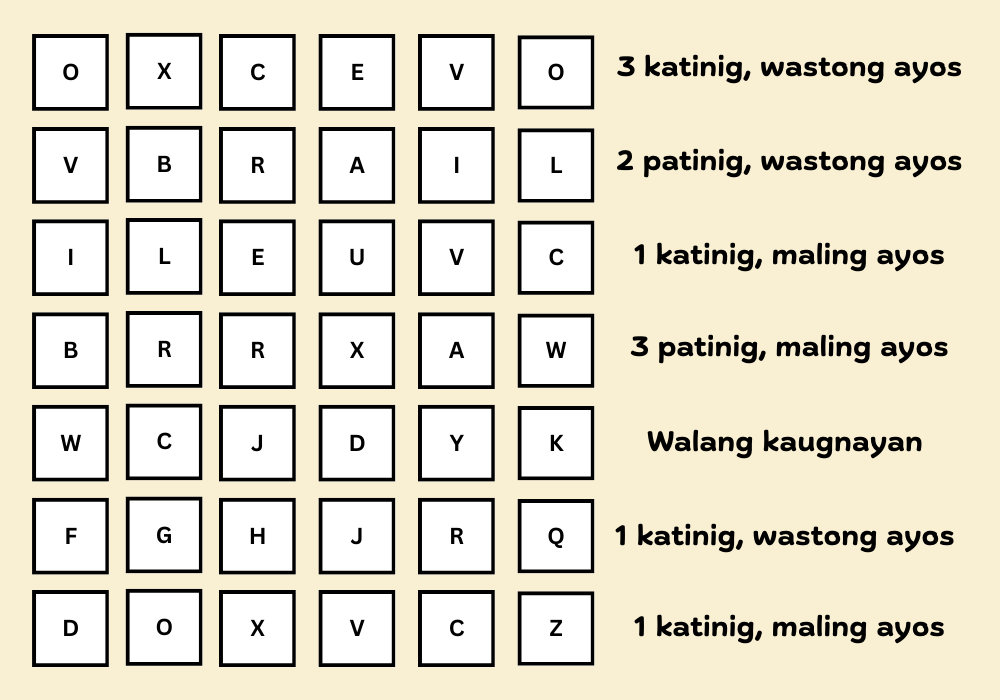 O X C E V O 3 katinig, wastong ayos
V B R A I L 2 patinig, wastong ayos
I L E U V C 1 katinig, maling ayos
B R R X A W 3 patinig, maling ayos
W C J D Y K Walang kaugnayan
F G H J R Q 1 katinig, wastong ayos
D O X V C Z 1 katinig, maling ayos